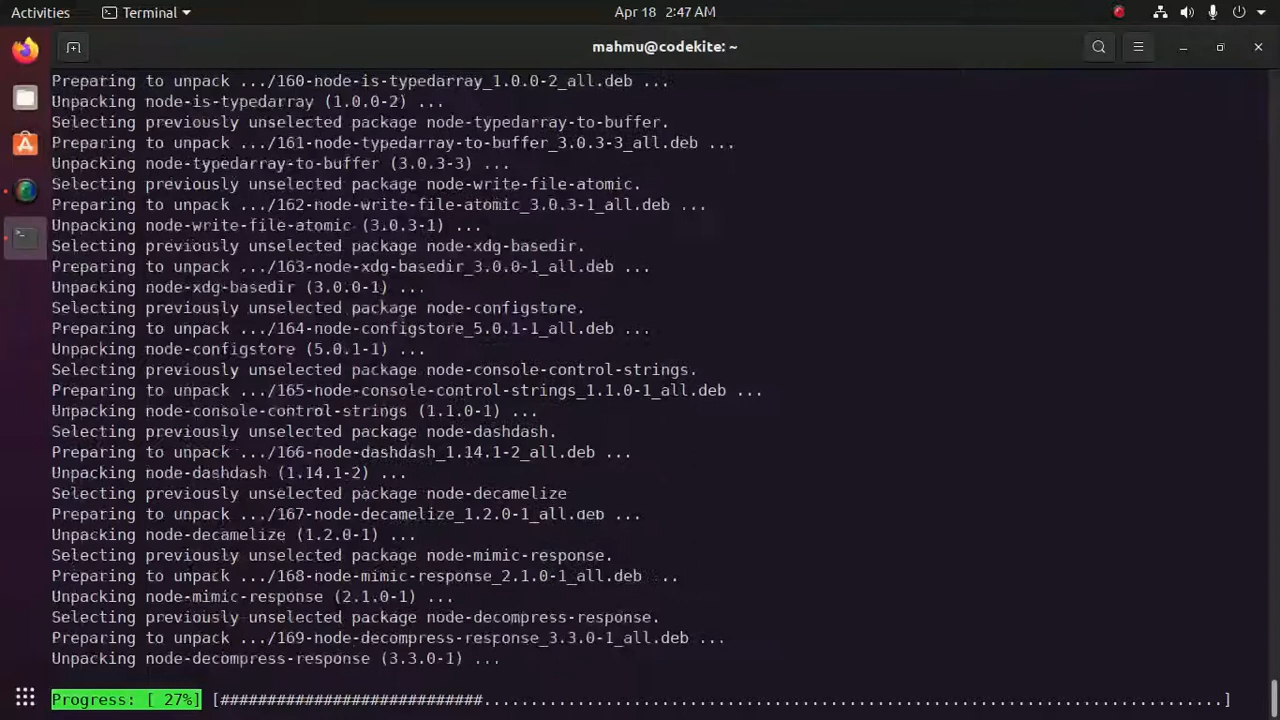 Activities Terminal Apr 18 2:47 AM
mahmu@codekite: ~
Preparing to unpack .../160-node-is-typedarray_1.0.0-2_all.deb ...
Unpacking node-is-typedarray (1.0.0-2) ...
Selecting previously unselected package node-typedarray-to-buffer.
Preparing to unpack .../161-node-typedarray-to-buffer_3.0.3-3_all.deb ...
Unpacking node-typedarray-to-buffer (3.0.3-3) ...
Selecting previously unselected package node-write-file-atomic.
Preparing to unpack .../162-node-write-file-atomic_3.0.3-1_all.deb ...
Unpacking node-write-file-atomic (3.0.3-1) ...
Selecting previously unselected package node-xdg-basedir.
Preparing to unpack .../163-node-xdg-basedir_3.0.0-1_all.deb ...
Unpacking node-xdg-basedir (3.0.0-1) ...
Selecting previously unselected package node-configstore.
Preparing to unpack .../164-node-configstore_5.0.1-1_all.deb ...
Unpacking node-configstore (5.0.1-1) ...
Selecting previously unselected package node-console-control-strings.
Preparing to unpack .../165-node-console-control-strings_1.1.0-1_all.deb ...
Unpacking node-console-control-strings (1.1.0-1) ...
Selecting previously unselected package node-dashdash.
Preparing to unpack .../166-node-dashdash_1.14.1-2_all.deb ...
Unpacking node-dashdash (1.14.1-2) ...
Selecting previously unselected package node-decamelize
Preparing to unpack .../167-node-decamelize_1.2.0-1_all.deb ...
Unpacking node-decamelize (1.2.0-1) ...
Selecting previously unselected package node-mimic-response.
Preparing to unpack .../168-node-mimic-response_2.1.0-1_all.deb ..
Unpacking node-mimic-response (2.1.0-1) ...
Selecting previously unselected package node-decompress-response.
Preparing to unpack .../169-node-decompress-response_3.3.0-1_all.deb ...
Unpacking node-decompress-response (3.3.0-1) ...
Progress: [ 27%] [############################...............................................................................]